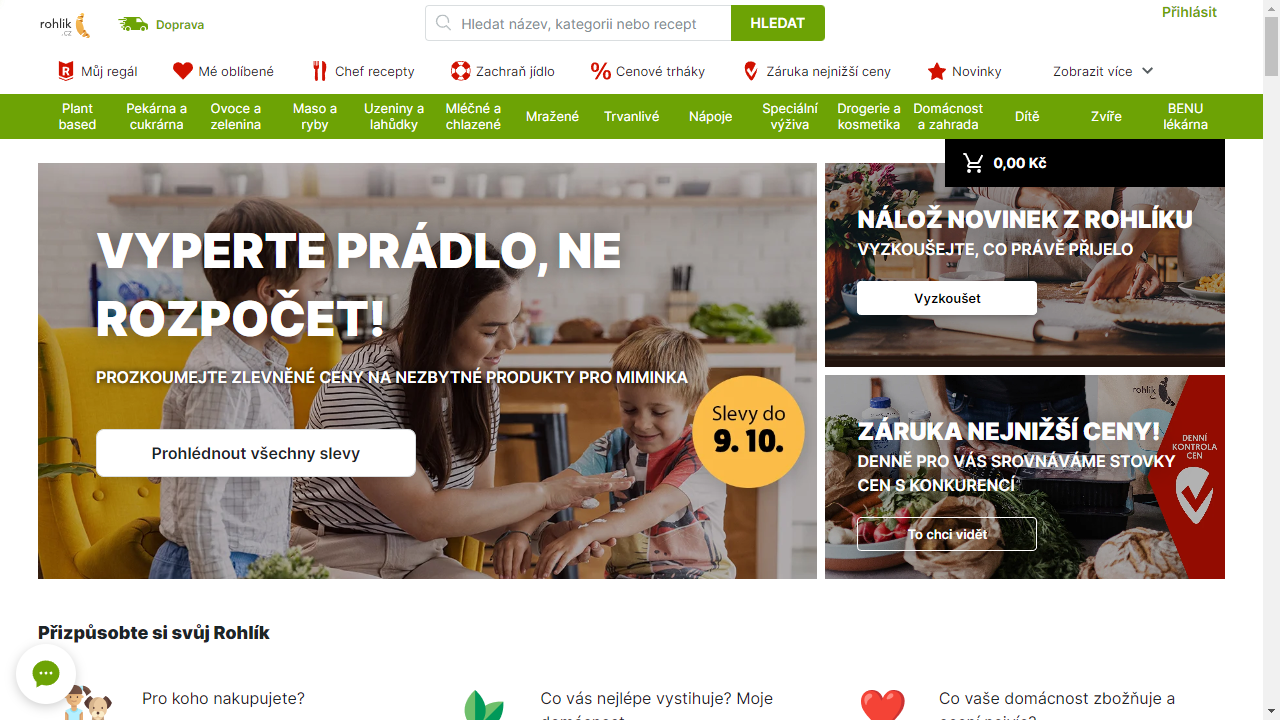 rohlik
.cz
Doprava
Hledat název, kategorii nebo recept
HLEDAT
Přihlásit
Můj regál
Mé oblíbené
Chef recepty
Zachraň jídlo
Cenové trháky
Záruka nejnižší ceny
Novinky
Zobrazit více
Plant
based
Pekárna a
cukrárna
Ovoce a
zelenina
Maso a
ryby
Uzeniny a
lahůdky
Mléčné a
chlazené
Mražené
Trvanlivé
Nápoje
Speciální
výživa
Drogerie a
kosmetika
Domácnost
a zahrada
Dítě
Zvíře
BENU
lékárna
0,00 Kč
VYPERTE PRÁDLO, NE
ROZPOČET!
PROZKOUMEJTE ZLEVNĚNÉ CENY NA NEZBYTNÉ PRODUKTY PRO MIMINKA
Slevy do
9. 10.
Prohlédnout všechny slevy
NÁLOŽ NOVINEK Z ROHLÍKU
VYZKOUŠEJTE, CO PRÁVĚ PŘIJELO
Vyzkoušet
rohlik
ZÁRUKA NEJNIŽŠÍ CENY!
DENNĚ PRO VÁS SROVNÁVÁME STOVKY
CEN S KONKURENCÍ
DENNÍ
KONTROLA
CEN
To chci vidět
Přizpůsobte si svůj Rohlík
Pro koho nakupujete?
Co vás nejlépe vystihuje? Moje
Co vaše domácnost zbožňuje a